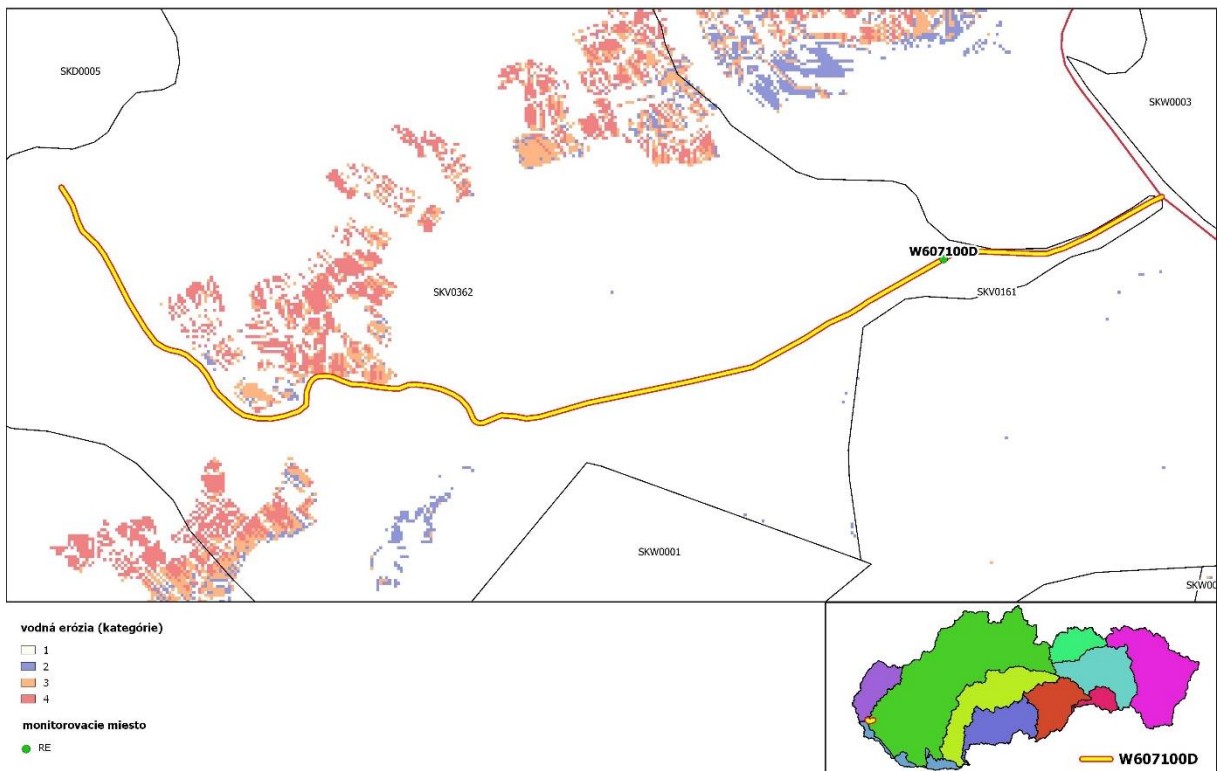 SKD0005
SKW0003
W607100D
SKV0362
SKV0161
SKW0001
SKW00
vodná erózia (kategórie)
1
2
3
4
monitorovacie miesto
RE
W607100D